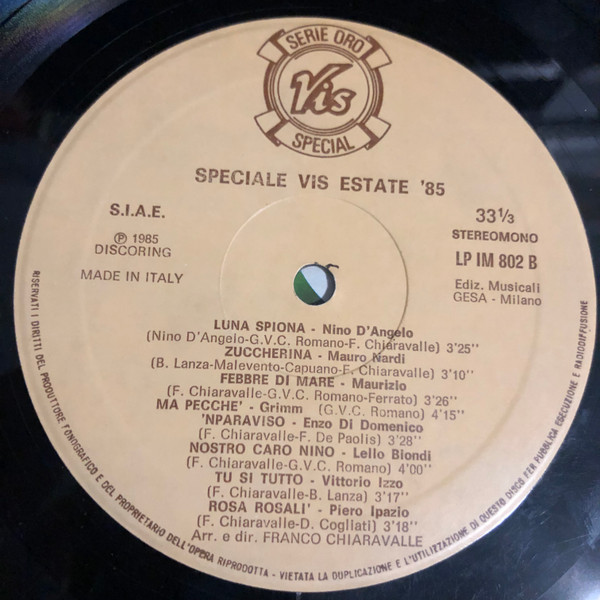 SERIE ORO
Vis
SPECIAL
SPECIALE ViS ESTATE '85
S.I.A.E.
℗ 1985
DISCORING
MADE IN ITALY
33 1/3
STEREOMONO
LP IM 802 B
Ediz. Musicali
GESA - Milano
LUNA SPIONA - Nino D'Angelo
(Nino D'Angelo-G.V.C. Romano-F. Chiaravalle) 3'25''
ZUCCHERINA - Mauro Nardi
(B. Lanza-Malevento-Capuano-F. Chiaravalle) 3'10''
FEBBRE DI MARE - Maurizio
(F. Chiaravalle-G.V.C. Romano-Ferrato) 3'26''
MA PECCHE' - Grimm (G.V.C. Romano) 4'15''
'NPARAVISO - Enzo Di Domenico
(F. Chiaravalle-F. De Paolis) 3'28''
NOSTRO CARO NINO - Lello Biondi
(F. Chiaravalle-G.V.C. Romano) 4'00''
TU SI TUTTO - Vittorio Izzo
(F. Chiaravalle-B. Lanza) 3'17''
ROSA ROSALI' - Piero Ipazio
(F. Chiaravalle-D. Cogliati) 3'18''
Arr. e dir. FRANCO CHIARAVALLE
RISERVATI I DIRITTI DEL PRODUTTORE FONOGRAFICO E DEL PROPRIETARIO DELL'OPERA RIPRODOTTA - VIETATA LA DUPLICAZIONE E L'UTILIZZAZIONE DI QUESTO DISCO PER PUBBLICA ESECUZIONE E RADIODIFFUSIONE